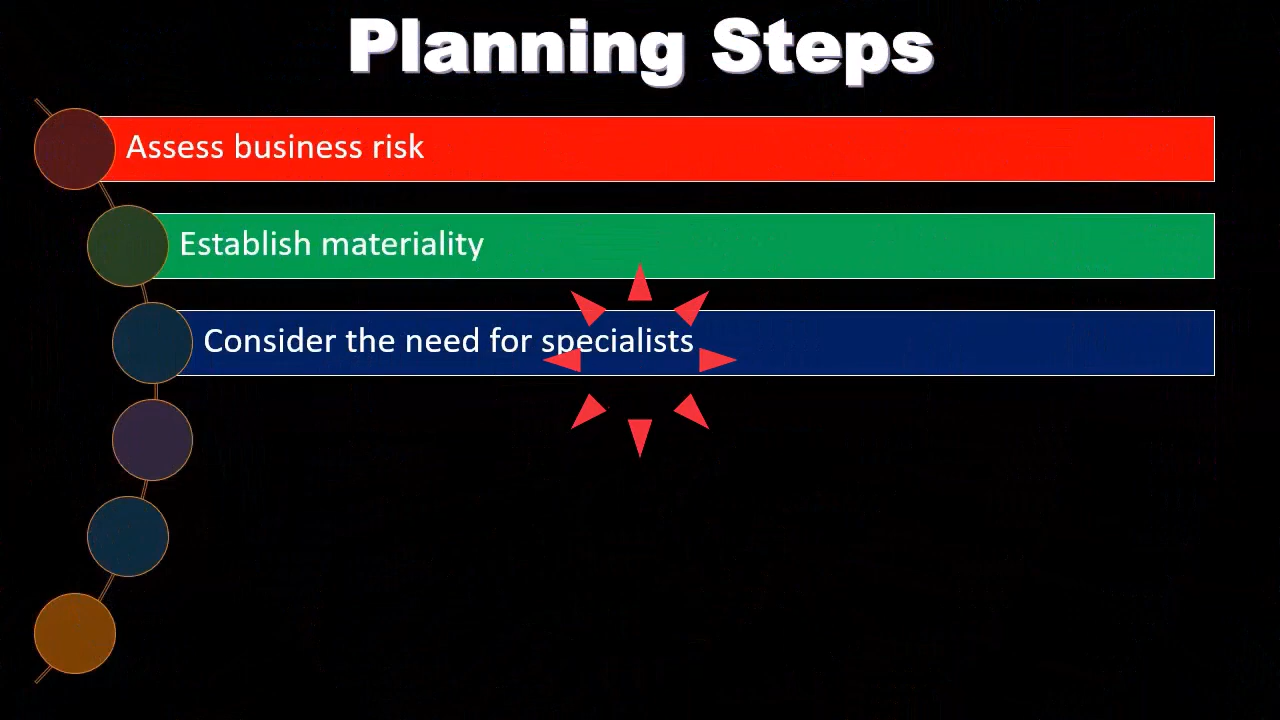 Planning Steps
Assess business risk
Establish materiality
Consider the need for specialists